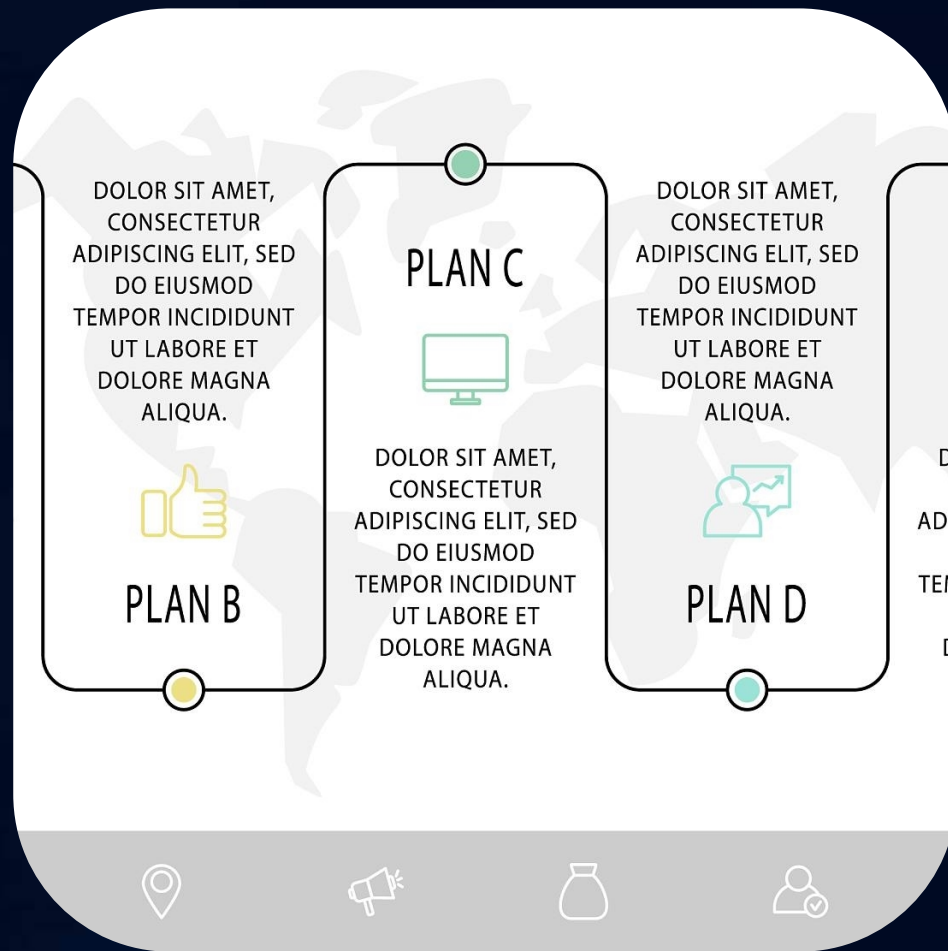 DOLOR SIT AMET,
CONSECTETUR
ADIPISCING ELIT, SED
DO EIUSMOD
TEMPOR INCIDIDUNT
UT LABORE ET
DOLORE MAGNA
ALIQUA.
PLAN B
PLAN C
DOLOR SIT AMET,
CONSECTETUR
ADIPISCING ELIT, SED
DO EIUSMOD
TEMPOR INCIDIDUNT
UT LABORE ET
DOLORE MAGNA
ALIQUA.
DOLOR SIT AMET,
CONSECTETUR
ADIPISCING ELIT, SED
DO EIUSMOD
TEMPOR INCIDIDUNT
UT LABORE ET
DOLORE MAGNA
ALIQUA.
PLAN D